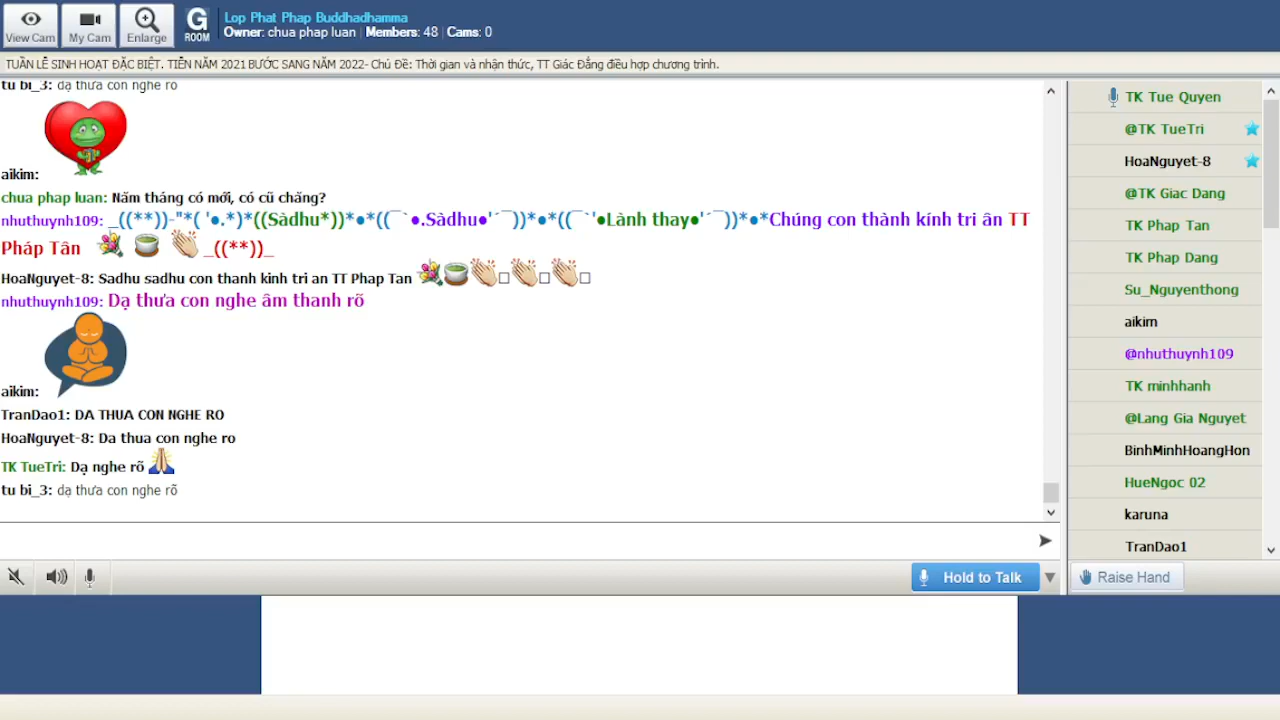 View Cam
My Cam
Enlarge
G
ROOM
Lop Phat Phap Buddhadhamma
Owner: chua phap luan Members: 48 Cams: 0
TUẦN LỄ SINH HOẠT ĐẶC BIỆT. TIỄN NĂM 2021 BƯỚC SANG NĂM 2022- Chủ Đề: Thời gian và nhận thức, TT Giác Đẳng điều hợp chương trình.
tu bi_3: dạ thưa con nghe ro
aikim:
chua phap luan: Năm tháng có mới, có cũ chăng?
nhuthuynh109: _((**))-"*( '●.*)*((Sàdhu*))*●*((¯`●.Sàdhu●'´¯))*●*((¯`'●Lành thay●'´¯))*●*Chúng con thành kính tri ân TT
Pháp Tân _((**))_
HoaNguyet-8: Sadhu sadhu con thanh kinh tri an TT Phap Tan
nhuthuynh109: Dạ thưa con nghe âm thanh rõ
aikim:
TranDao1: DA THUA CON NGHE RO
HoaNguyet-8: Da thua con nghe ro
TK TueTri: Dạ nghe rõ
tu bi_3: dạ thưa con nghe rõ
Hold to Talk
TK Tue Quyen
@TK TueTri
HoaNguyet-8
@TK Giac Dang
TK Phap Tan
TK Phap Dang
Su_Nguyenthong
aikim
@nhuthuynh109
TK minhhanh
@Lang Gia Nguyet
BinhMinhHoangHon
HueNgoc 02
karuna
TranDao1
Raise Hand